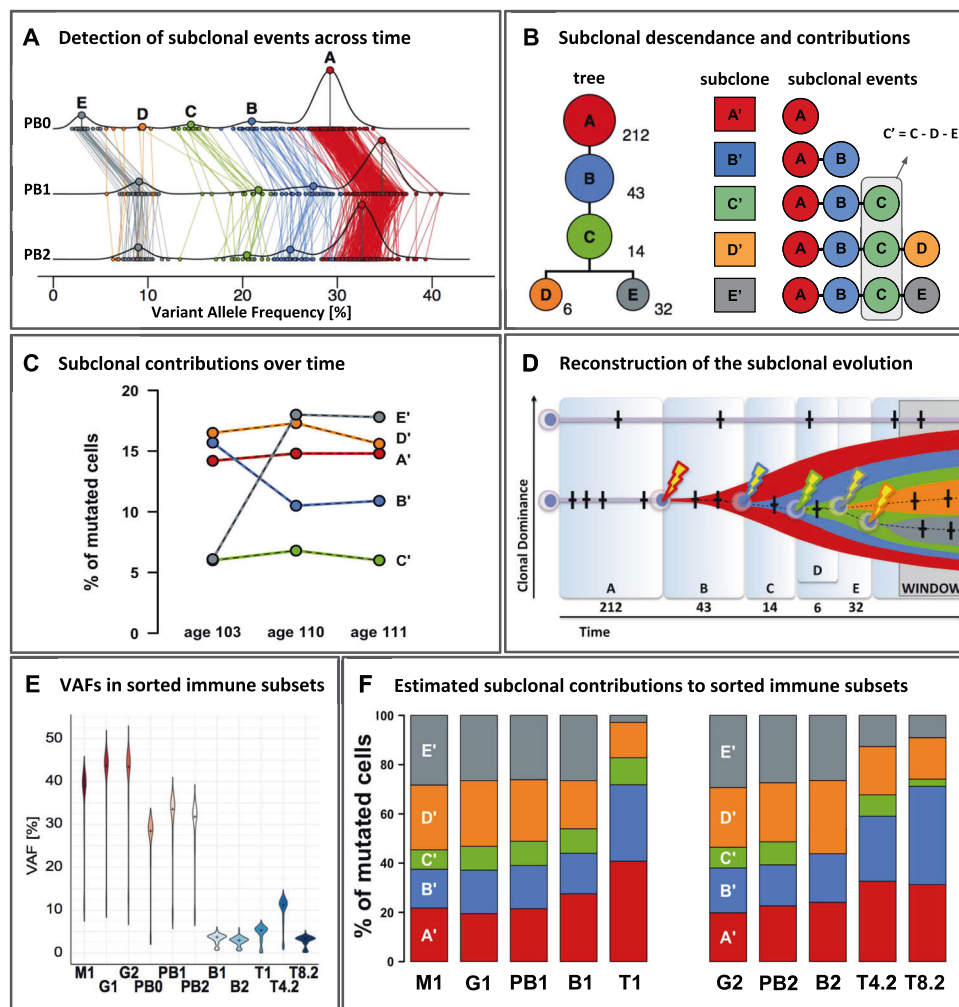 A Detection of subclonal events across time
A
E
D
C
B
PB0
PB1
PB2
0 10 20 30 40
Variant Allele Frequency [%]
B Subclonal descendance and contributions
tree subclone subclonal events
A 212
B 43
C 14
D 6 E 32
A' A
B' A B
C' = C - D - E
C' A B C
D' A B C D
E' A B C E
C Subclonal contributions over time
% of mutated cells
20
15
10
5
0
E'
D'
A'
B'
C'
age 103 age 110 age 111
D Reconstruction of the subclonal evolution
Clonal Dominance
A B C D E WINDOW
212 43 14 6 32
Time
E VAFs in sorted immune subsets
VAF [%]
50
40
30
20
10
0
M1 G2 PB1 B1 T1 T8.2
G1 PB0 PB2 B2 T4.2
F Estimated subclonal contributions to sorted immune subsets
% of mutated cells
100
80
60
40
20
0
E' E'
D' D'
C' C'
B' B'
A' A'
M1 G1 PB1 B1 T1 G2 PB2 B2 T4.2 T8.2